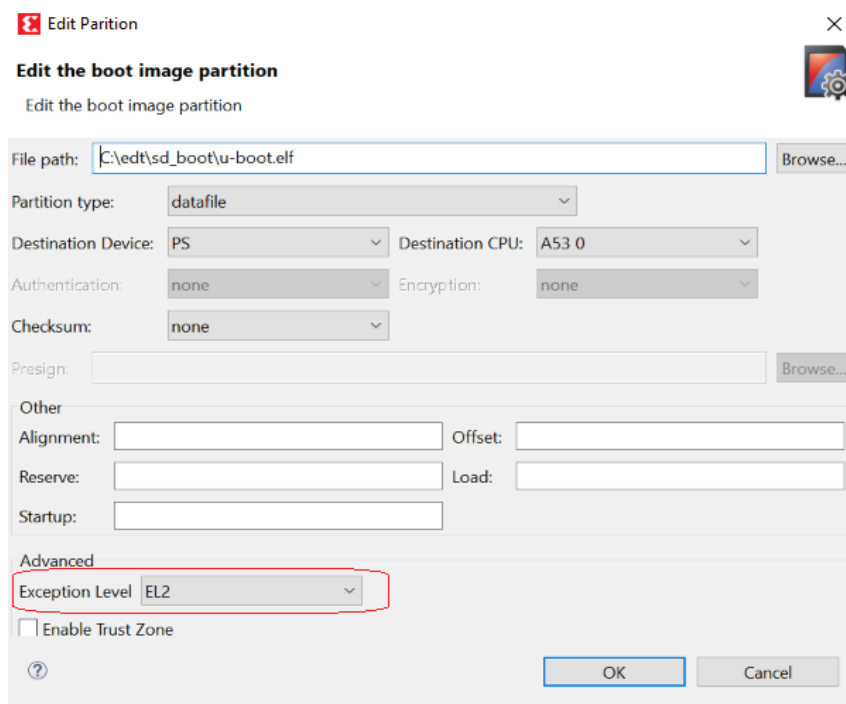 Edit Parition
Edit the boot image partition
Edit the boot image partition
File path: C:\edt\sd_boot\u-boot.elf Browse...
Partition type: datafile
Destination Device: PS Destination CPU: A53 0
Authentication: none Encryption: none
Checksum: none
Presign: Browse...
Other
Alignment: Offset:
Reserve: Load:
Startup:
Advanced
Exception Level EL2
Enable Trust Zone
OK Cancel